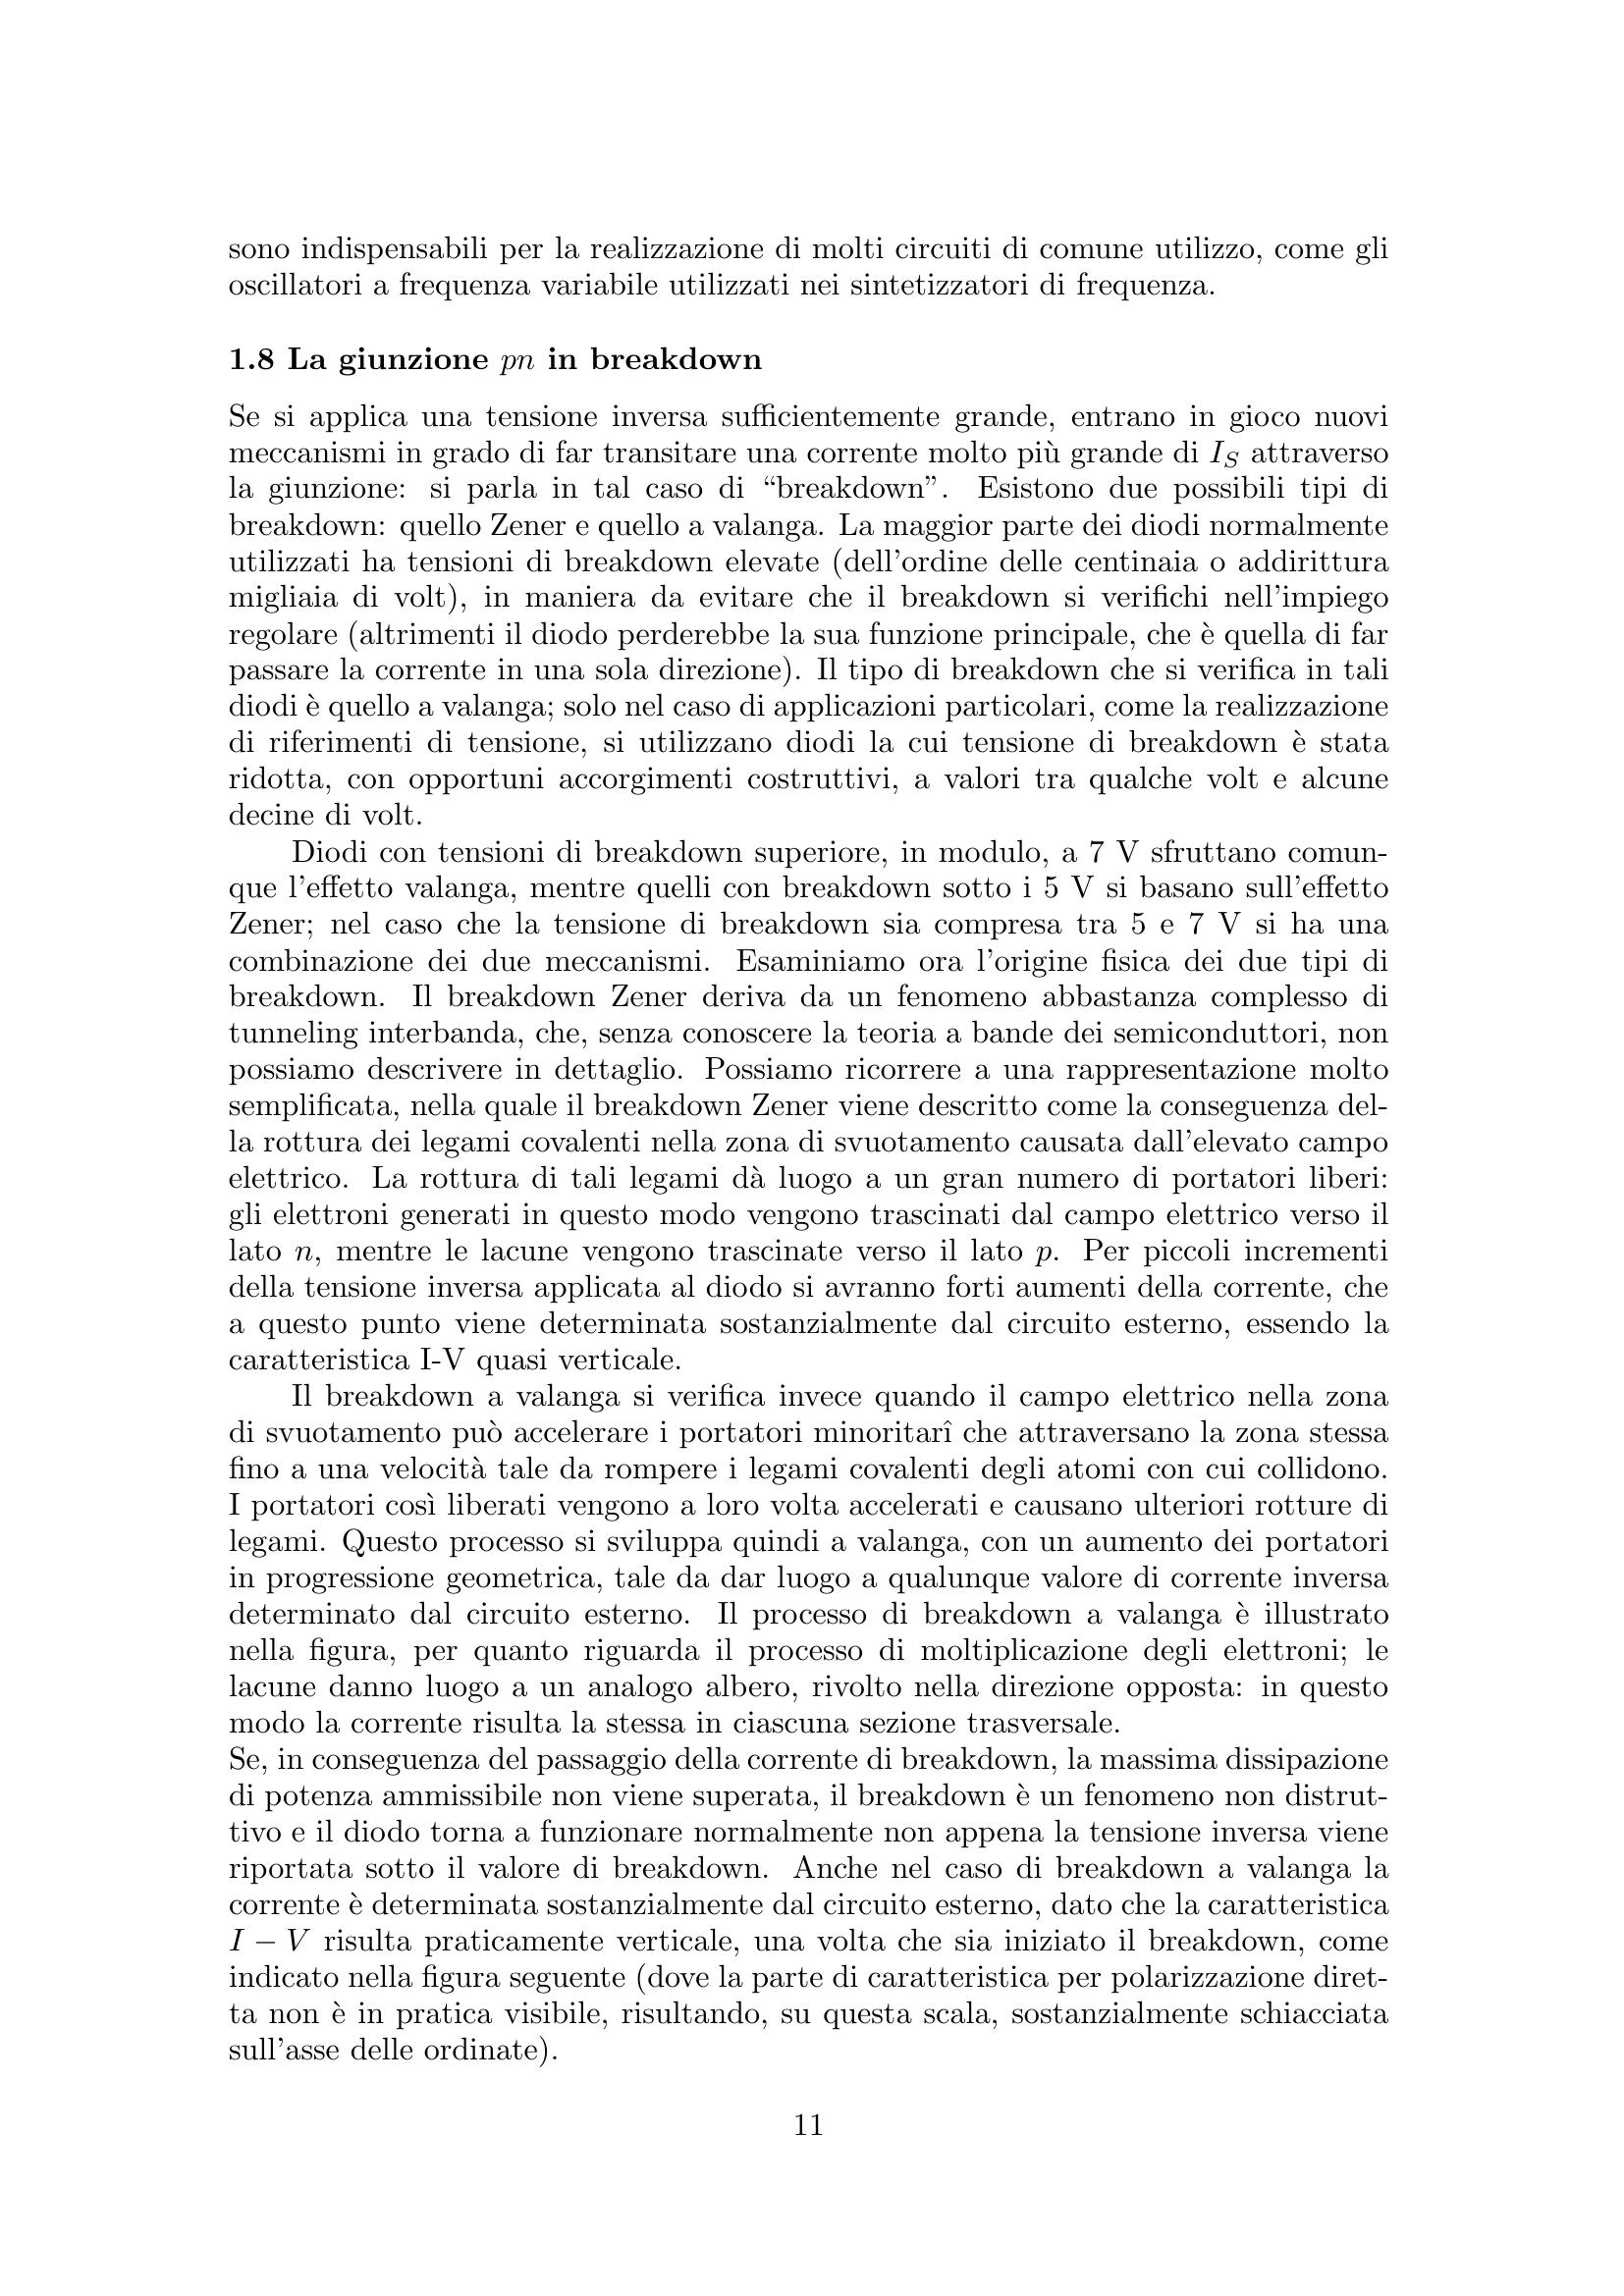 sono indispensabili per la realizzazione di molti circuiti di comune utilizzo, come gli
oscillatori a frequenza variabile utilizzati nei sintetizzatori di frequenza.
1.8 La giunzione pn in breakdown
Se si applica una tensione inversa sufficientemente grande, entrano in gioco nuovi
meccanismi in grado di far transitare una corrente molto più grande di I_S attraverso
la giunzione: si parla in tal caso di “breakdown”. Esistono due possibili tipi di
breakdown: quello Zener e quello a valanga. La maggior parte dei diodi normalmente
utilizzati ha tensioni di breakdown elevate (dell’ordine delle centinaia o addirittura
migliaia di volt), in maniera da evitare che il breakdown si verifichi nell’impiego
regolare (altrimenti il diodo perderebbe la sua funzione principale, che è quella di far
passare la corrente in una sola direzione). Il tipo di breakdown che si verifica in tali
diodi è quello a valanga; solo nel caso di applicazioni particolari, come la realizzazione
di riferimenti di tensione, si utilizzano diodi la cui tensione di breakdown è stata
ridotta, con opportuni accorgimenti costruttivi, a valori tra qualche volt e alcune
decine di volt.
Diodi con tensioni di breakdown superiore, in modulo, a 7 V sfruttano comun-
que l’effetto valanga, mentre quelli con breakdown sotto i 5 V si basano sull’effetto
Zener; nel caso che la tensione di breakdown sia compresa tra 5 e 7 V si ha una
combinazione dei due meccanismi. Esaminiamo ora l’origine fisica dei due tipi di
breakdown. Il breakdown Zener deriva da un fenomeno abbastanza complesso di
tunneling interbanda, che, senza conoscere la teoria a bande dei semiconduttori, non
possiamo descrivere in dettaglio. Possiamo ricorrere a una rappresentazione molto
semplificata, nella quale il breakdown Zener viene descritto come la conseguenza del-
la rottura dei legami covalenti nella zona di svuotamento causata dall’elevato campo
elettrico. La rottura di tali legami dà luogo a un gran numero di portatori liberi:
gli elettroni generati in questo modo vengono trascinati dal campo elettrico verso il
lato n, mentre le lacune vengono trascinate verso il lato p. Per piccoli incrementi
della tensione inversa applicata al diodo si avranno forti aumenti della corrente, che
a questo punto viene determinata sostanzialmente dal circuito esterno, essendo la
caratteristica I-V quasi verticale.
Il breakdown a valanga si verifica invece quando il campo elettrico nella zona
di svuotamento può accelerare i portatori minoritarî che attraversano la zona stessa
fino a una velocità tale da rompere i legami covalenti degli atomi con cui collidono.
I portatori così liberati vengono a loro volta accelerati e causano ulteriori rotture di
legami. Questo processo si sviluppa quindi a valanga, con un aumento dei portatori
in progressione geometrica, tale da dar luogo a qualunque valore di corrente inversa
determinato dal circuito esterno. Il processo di breakdown a valanga è illustrato
nella figura, per quanto riguarda il processo di moltiplicazione degli elettroni; le
lacune danno luogo a un analogo albero, rivolto nella direzione opposta: in questo
modo la corrente risulta la stessa in ciascuna sezione trasversale.
Se, in conseguenza del passaggio della corrente di breakdown, la massima dissipazione
di potenza ammissibile non viene superata, il breakdown è un fenomeno non distrut-
tivo e il diodo torna a funzionare normalmente non appena la tensione inversa viene
riportata sotto il valore di breakdown. Anche nel caso di breakdown a valanga la
corrente è determinata sostanzialmente dal circuito esterno, dato che la caratteristica
I − V risulta praticamente verticale, una volta che sia iniziato il breakdown, come
indicato nella figura seguente (dove la parte di caratteristica per polarizzazione diret-
ta non è in pratica visibile, risultando, su questa scala, sostanzialmente schiacciata
sull’asse delle ordinate).
11